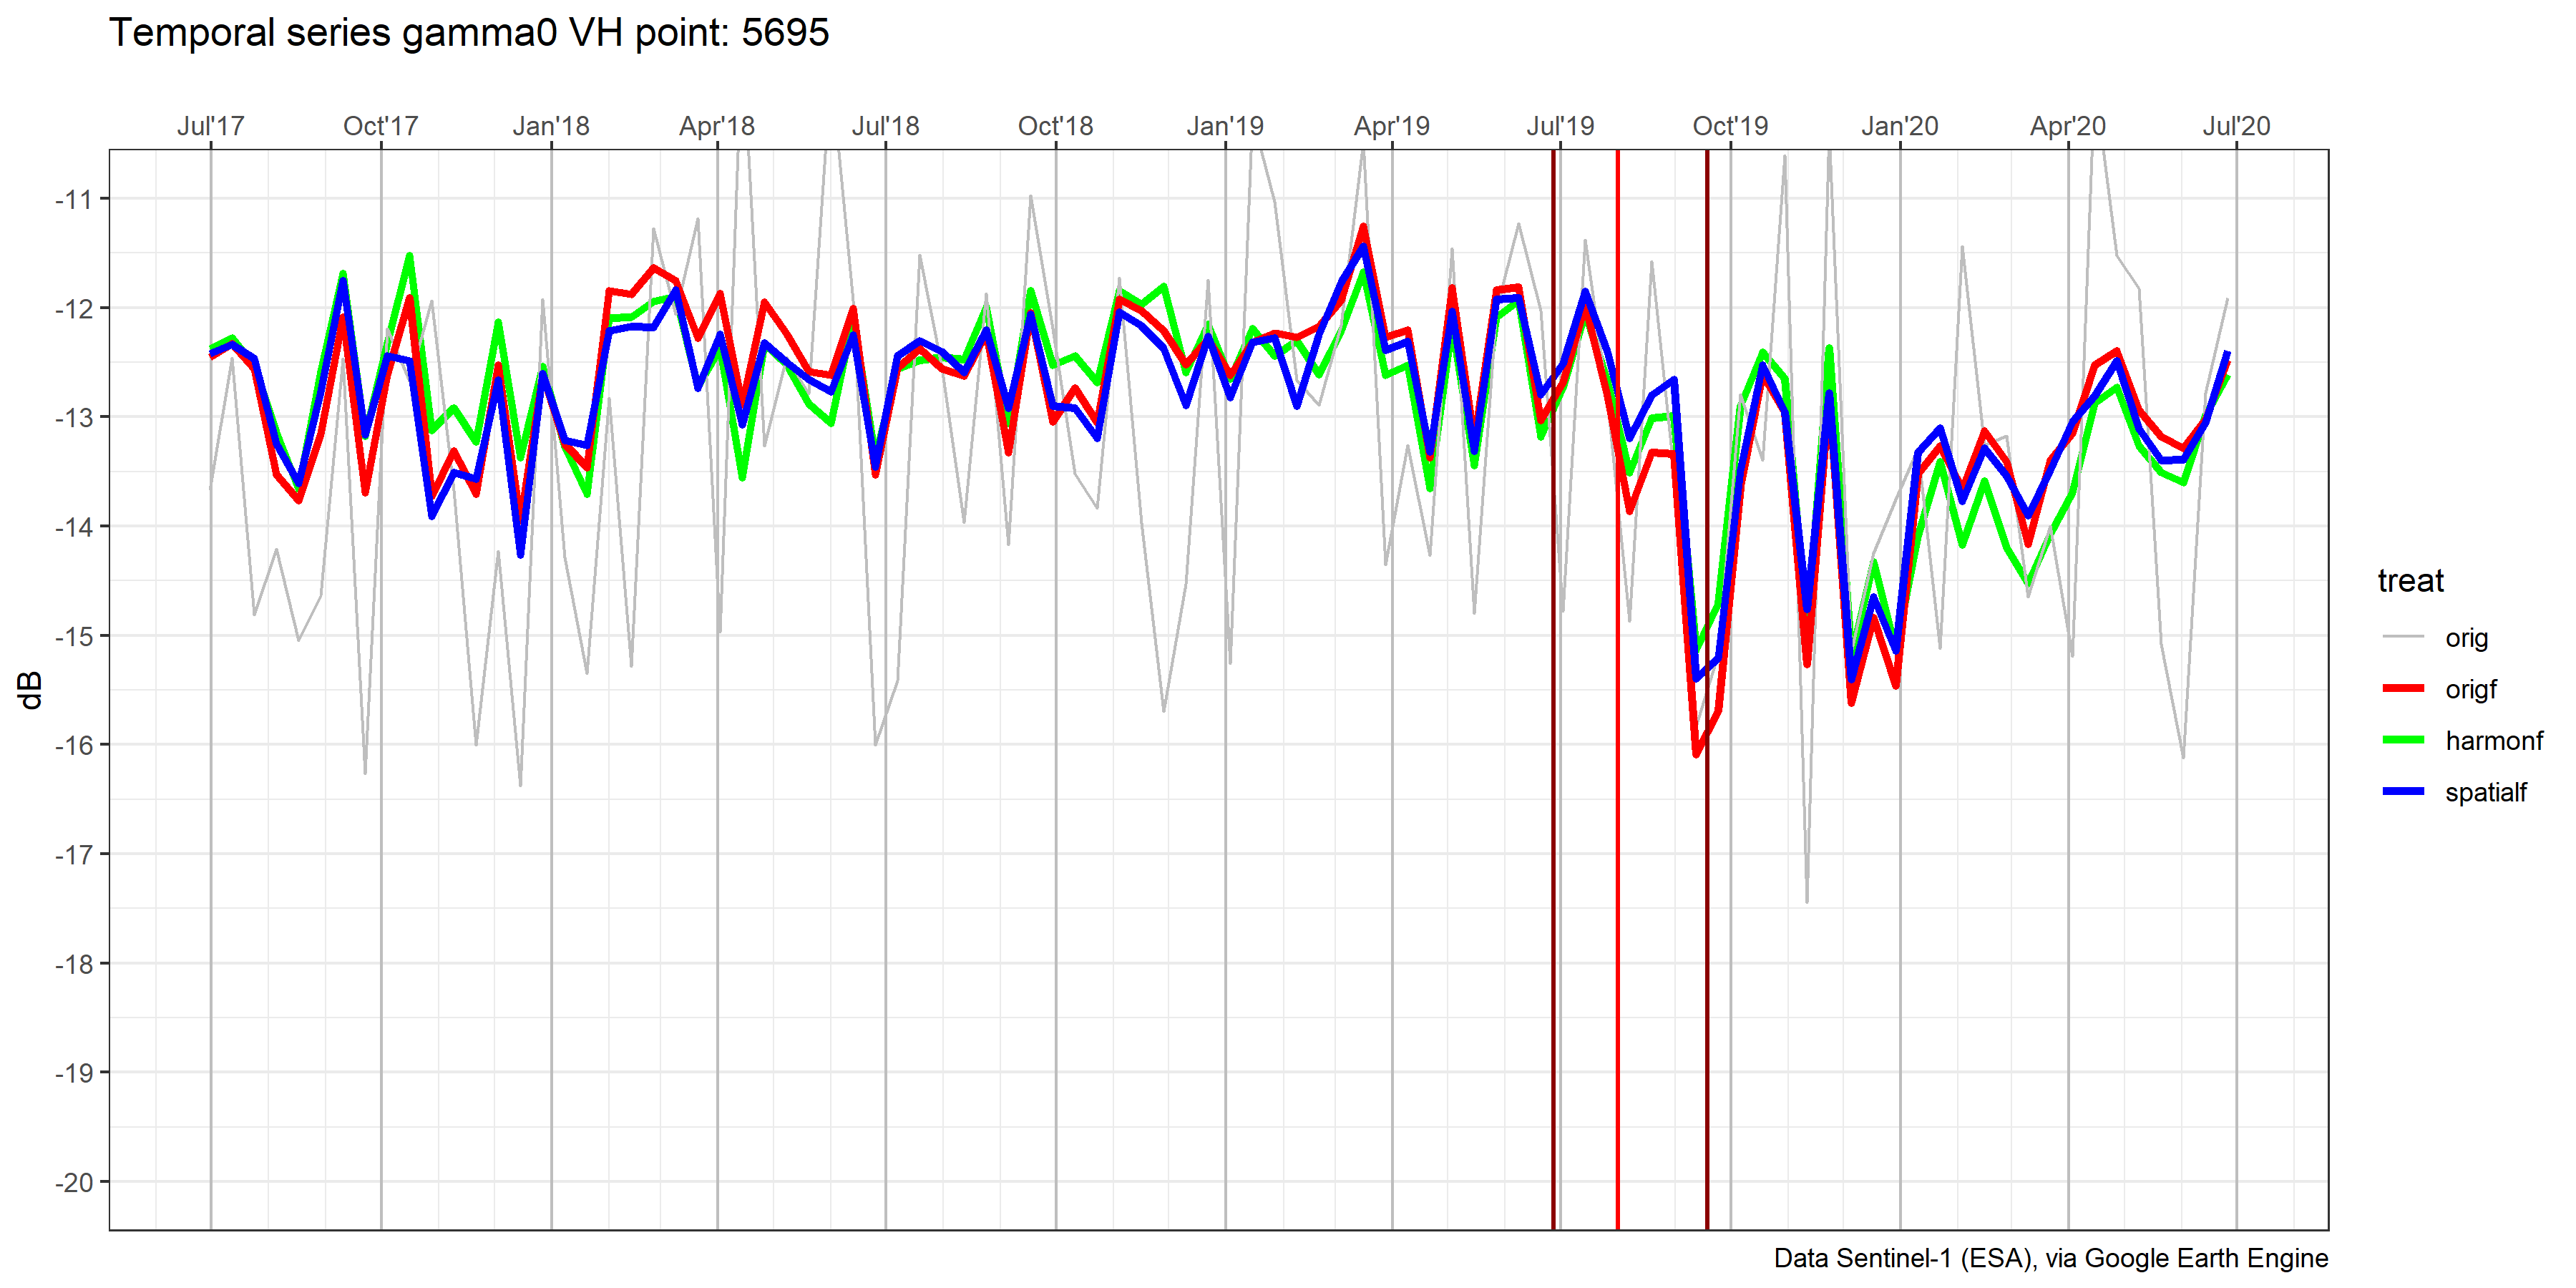 Temporal series gamma0 VH point: 5695
Jul'17 Oct'17 Jan'18 Apr'18 Jul'18 Oct'18 Jan'19 Apr'19 Jul'19 Oct'19 Jan'20 Apr'20 Jul'20
-11
-12
-13
-14
-15
-16
-17
-18
-19
-20
dB
treat
orig
origf
harmonf
spatialf
Data Sentinel-1 (ESA), via Google Earth Engine